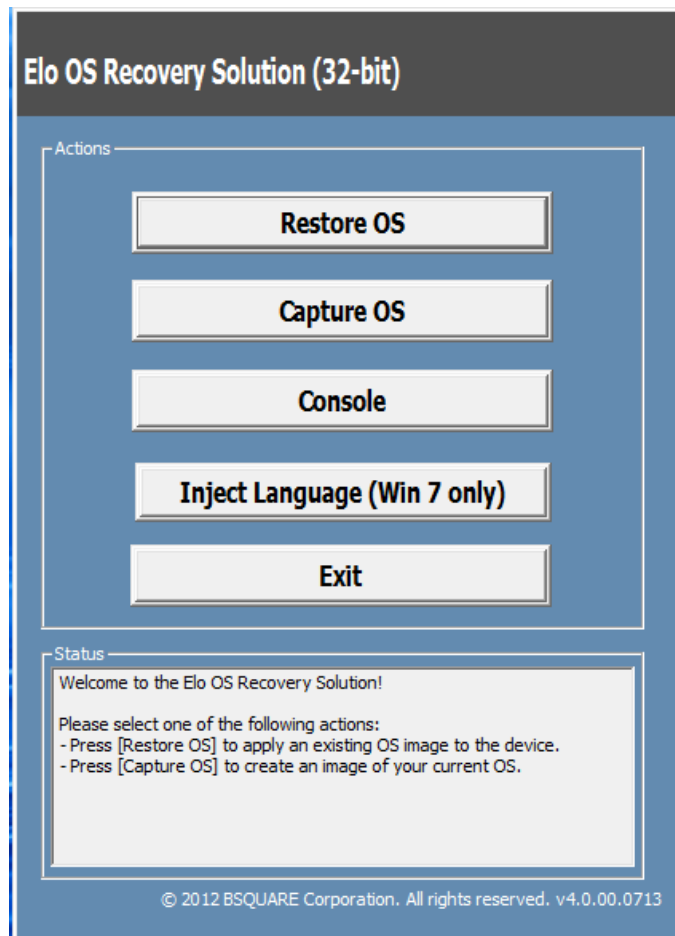 Elo OS Recovery Solution (32-bit)
Actions
Restore OS
Capture OS
Console
Inject Language (Win 7 only)
Exit
Status
Welcome to the Elo OS Recovery Solution!
Please select one of the following actions:
- Press [Restore OS] to apply an existing OS image to the device.
- Press [Capture OS] to create an image of your current OS.
© 2012 BSQUARE Corporation. All rights reserved. v4.0.00.0713